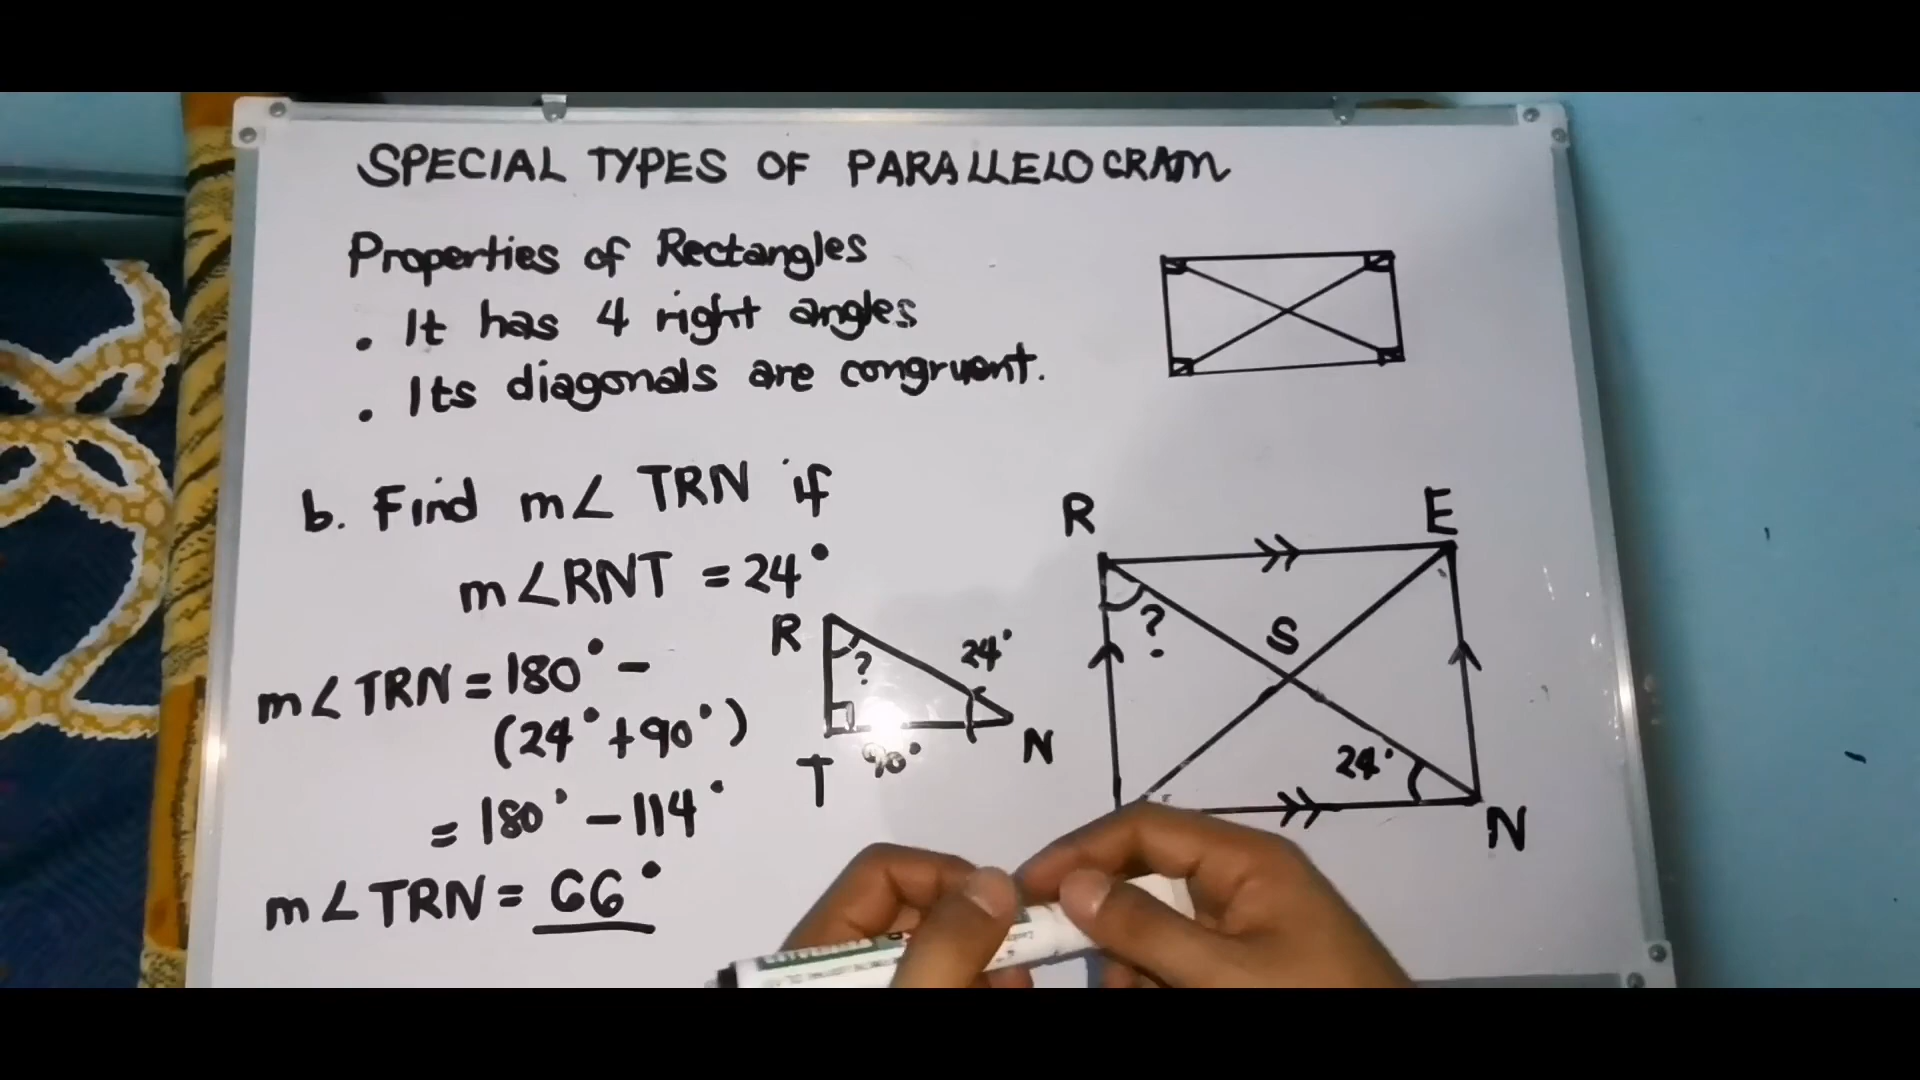 SPECIAL TYPES OF PARALLELOGRAM
Properties of Rectangles
. It has 4 right angles
. Its diagonals are congruent.
b. Find m∠ TRN if
m∠RNT = 24°
m∠TRN = 180° -
(24° + 90°)
= 180° - 114°
m∠TRN = 66°
R
?
24°
T
90°
N
R
E
?
S
24°
N